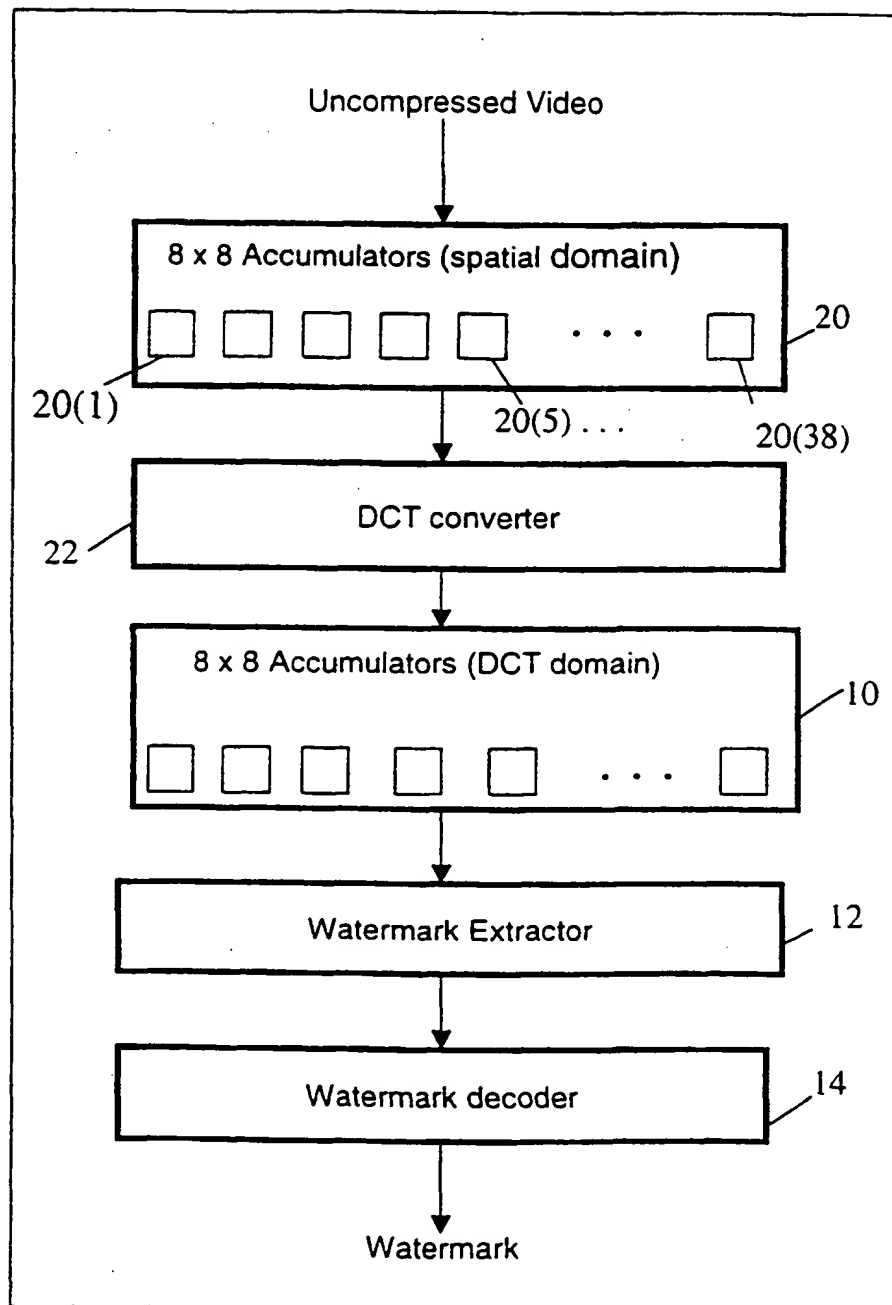 Uncompressed Video
8 x 8 Accumulators (spatial domain)
. . .
20
20(1)
20(5) . . .
20(38)
DCT converter
22
8 x 8 Accumulators (DCT domain)
10
. . .
Watermark Extractor
12
Watermark decoder
14
Watermark